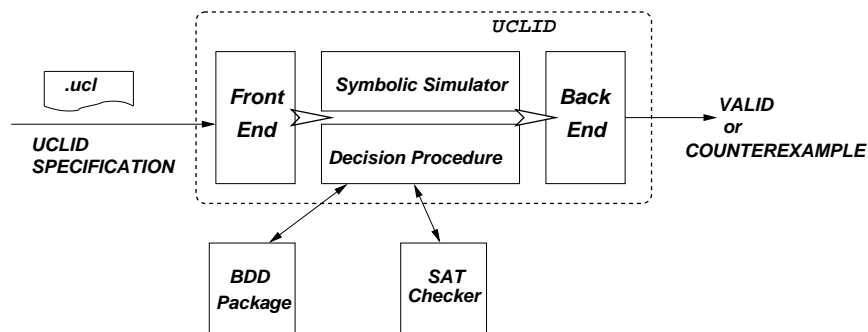 UCLID
.ucl
UCLID
SPECIFICATION
Front
End
Symbolic Simulator
Decision Procedure
Back
End
VALID
or
COUNTEREXAMPLE
BDD
Package
SAT
Checker